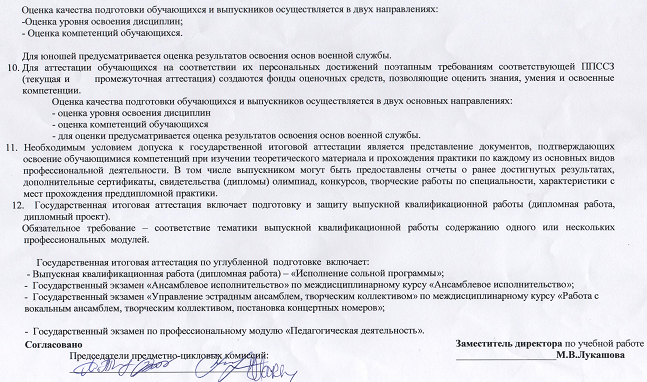 Оценка качества подготовки обучающихся и выпускников осуществляется в двух направлениях:
-Оценка уровня освоения дисциплин;
- Оценка компетенций обучающихся.
Для юношей предусматривается оценка результатов освоения основ военной службы.
10. Для аттестации обучающихся на соответствии их персональных достижений поэтапным требованиям соответствующей ППССЗ
(текущая и промежуточная аттестация) создаются фонды оценочных средств, позволяющие оценить знания, умения и освоенные
компетенции.
Оценка качества подготовки обучающихся и выпускников осуществляется в двух основных направлениях:
- оценка уровня освоения дисциплин
- оценка компетенций обучающихся
- для оценки предусматривается оценка результатов освоения основ военной службы.
11. Необходимым условием допуска к государственной итоговой аттестации является представление документов, подтверждающих
освоение обучающимися компетенций при изучении теоретического материала и прохождения практики по каждому из основных видов
профессиональной деятельности. В том числе выпускником могут быть предоставлены отчеты о ранее достигнутых результатах,
дополнительные сертификаты, свидетельства (дипломы) олимпиад, конкурсов, творческие работы по специальности, характеристики с
мест прохождения преддипломной практики.
12. Государственная итоговая аттестация включает подготовку и защиту выпускной квалификационной работы (дипломная работа,
дипломный проект).
Обязательное требование – соответствие тематики выпускной квалификационной работы содержанию одного или нескольких
профессиональных модулей.
Государственная итоговая аттестация по углубленной подготовке включает:
- Выпускная квалификационная работа (дипломная работа) – «Исполнение сольной программы»;
- Государственный экзамен «Ансамблевое исполнительство» по междисциплинарному курсу «Ансамблевое исполнительство»;
- Государственный экзамен «Управление эстрадным ансамблем, творческим коллективом» по междисциплинарному курсу «Работа с
вокальным ансамблем, творческим коллективом, постановка концертных номеров»;
- Государственный экзамен по профессиональному модулю «Педагогическая деятельность».
Согласовано Заместитель директора по учебной работе
Председатели предметно-цикловых комиссий: М.В.Лукашова